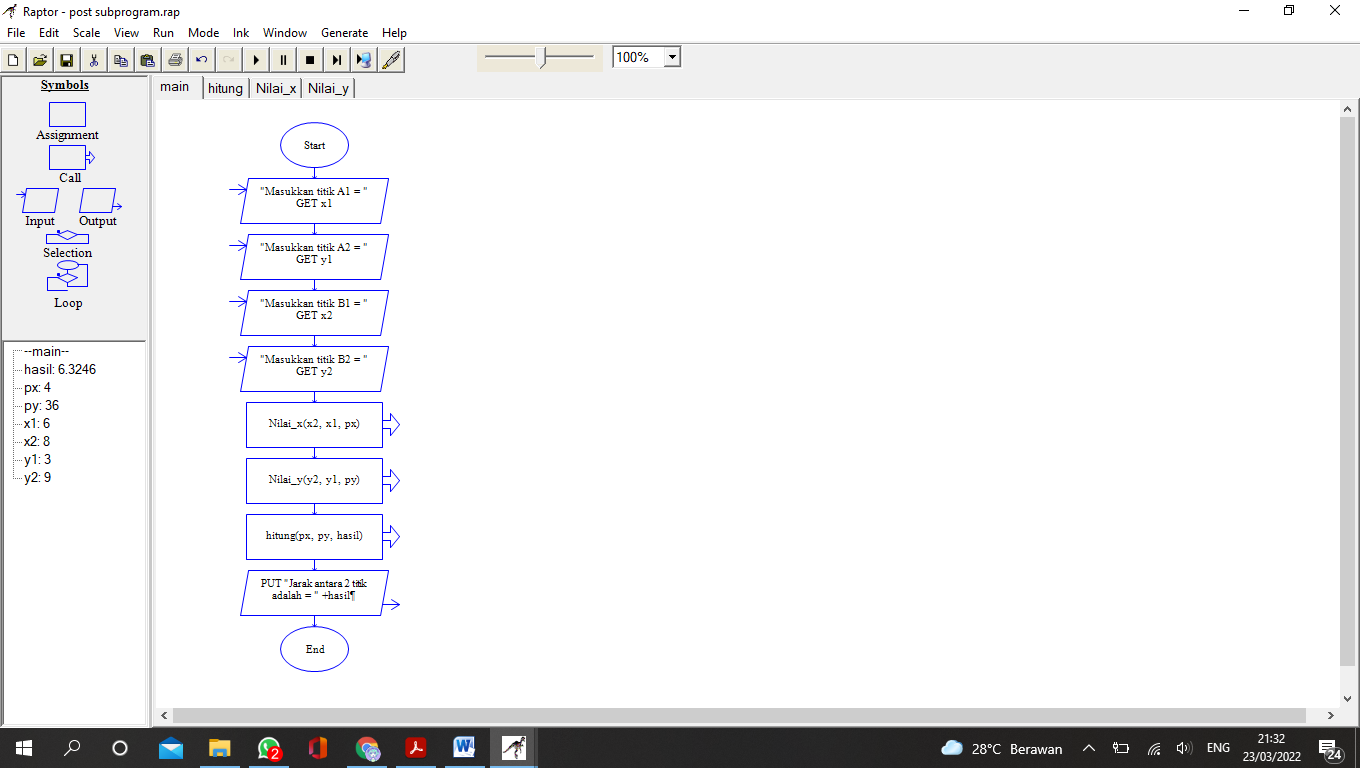 Raptor - post subprogram.rap
File Edit Scale View Run Mode Ink Window Generate Help
100%
Symbols
Assignment
Call
Input Output
Selection
Loop
--main--
hasil: 6.3246
px: 4
py: 36
x1: 6
x2: 8
y1: 3
y2: 9
main hitung Nilai_x Nilai_y
Start
"Masukkan titik A1 = "
GET x1
"Masukkan titik A2 = "
GET y1
"Masukkan titik B1 = "
GET x2
"Masukkan titik B2 = "
GET y2
Nilai_x(x2, x1, px)
Nilai_y(y2, y1, py)
hitung(px, py, hasil)
PUT "Jarak antara 2 titik
adalah = " +hasil¶
End
2
W
28°C Berawan
ENG
21:32
23/03/2022
24